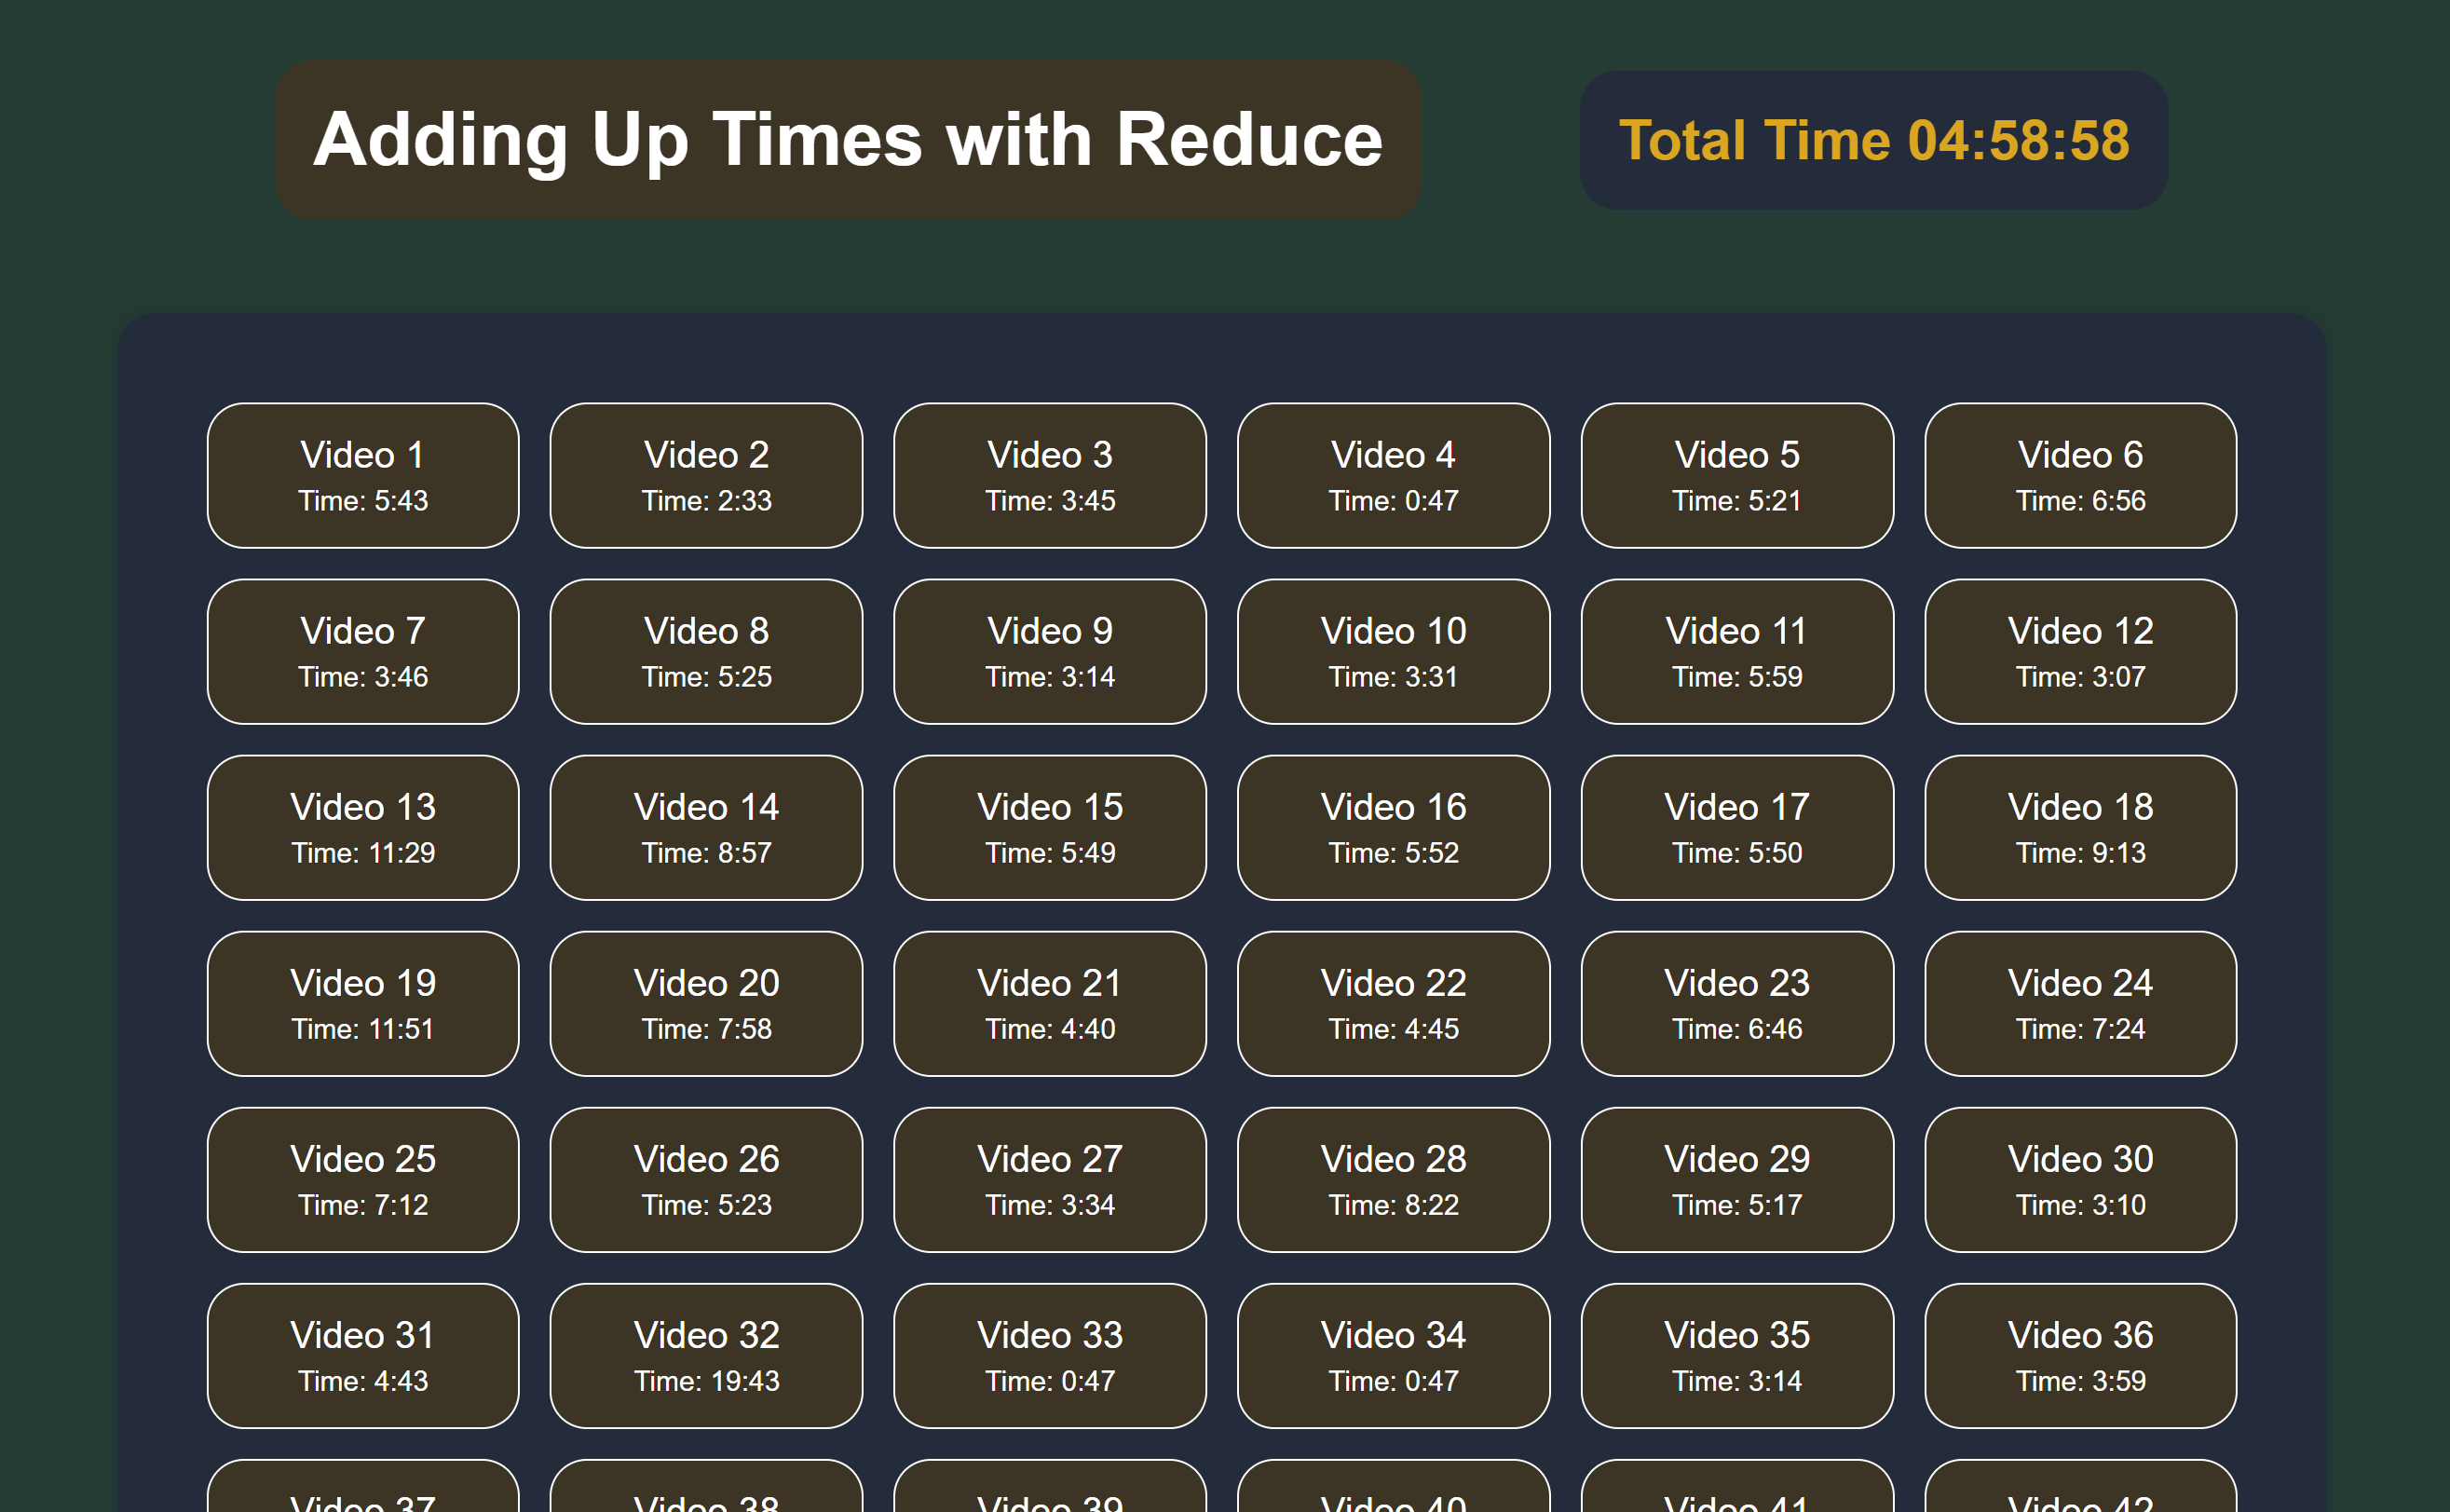 Adding Up Times with Reduce
Total Time 04:58:58
Video 1
Time: 5:43
Video 2
Time: 2:33
Video 3
Time: 3:45
Video 4
Time: 0:47
Video 5
Time: 5:21
Video 6
Time: 6:56
Video 7
Time: 3:46
Video 8
Time: 5:25
Video 9
Time: 3:14
Video 10
Time: 3:31
Video 11
Time: 5:59
Video 12
Time: 3:07
Video 13
Time: 11:29
Video 14
Time: 8:57
Video 15
Time: 5:49
Video 16
Time: 5:52
Video 17
Time: 5:50
Video 18
Time: 9:13
Video 19
Time: 11:51
Video 20
Time: 7:58
Video 21
Time: 4:40
Video 22
Time: 4:45
Video 23
Time: 6:46
Video 24
Time: 7:24
Video 25
Time: 7:12
Video 26
Time: 5:23
Video 27
Time: 3:34
Video 28
Time: 8:22
Video 29
Time: 5:17
Video 30
Time: 3:10
Video 31
Time: 4:43
Video 32
Time: 19:43
Video 33
Time: 0:47
Video 34
Time: 0:47
Video 35
Time: 3:14
Video 36
Time: 3:59
Video 37
Video 38
Video 39
Video 40
Video 41
Video 42